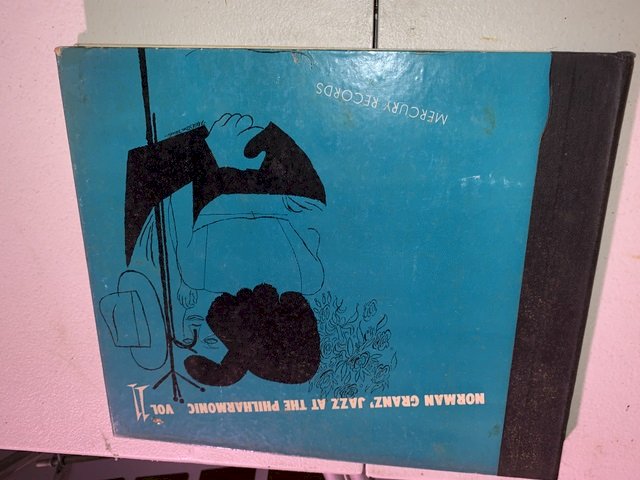 NORMAN GRANZ' JAZZ AT THE PHILHARMONIC VOL 11
MERCURY RECORDS